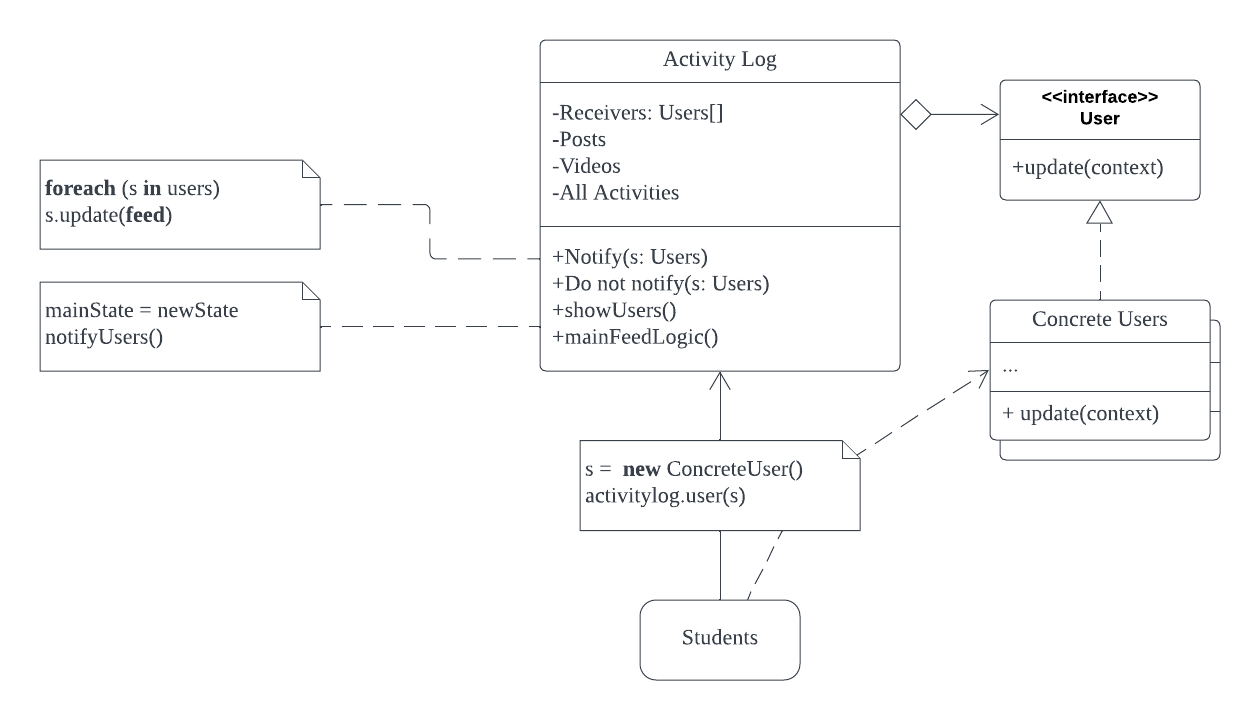 Activity Log
-Receivers: Users[]
-Posts
-Videos
-All Activities
+Notify(s: Users)
+Do not notify(s: Users)
+showUsers()
+mainFeedLogic()
<<interface>>
User
+update(context)
foreach (s in users)
s.update(feed)
mainState = newState
notifyUsers()
Concrete Users
...
+ update(context)
s = new ConcreteUser()
activitylog.user(s)
Students